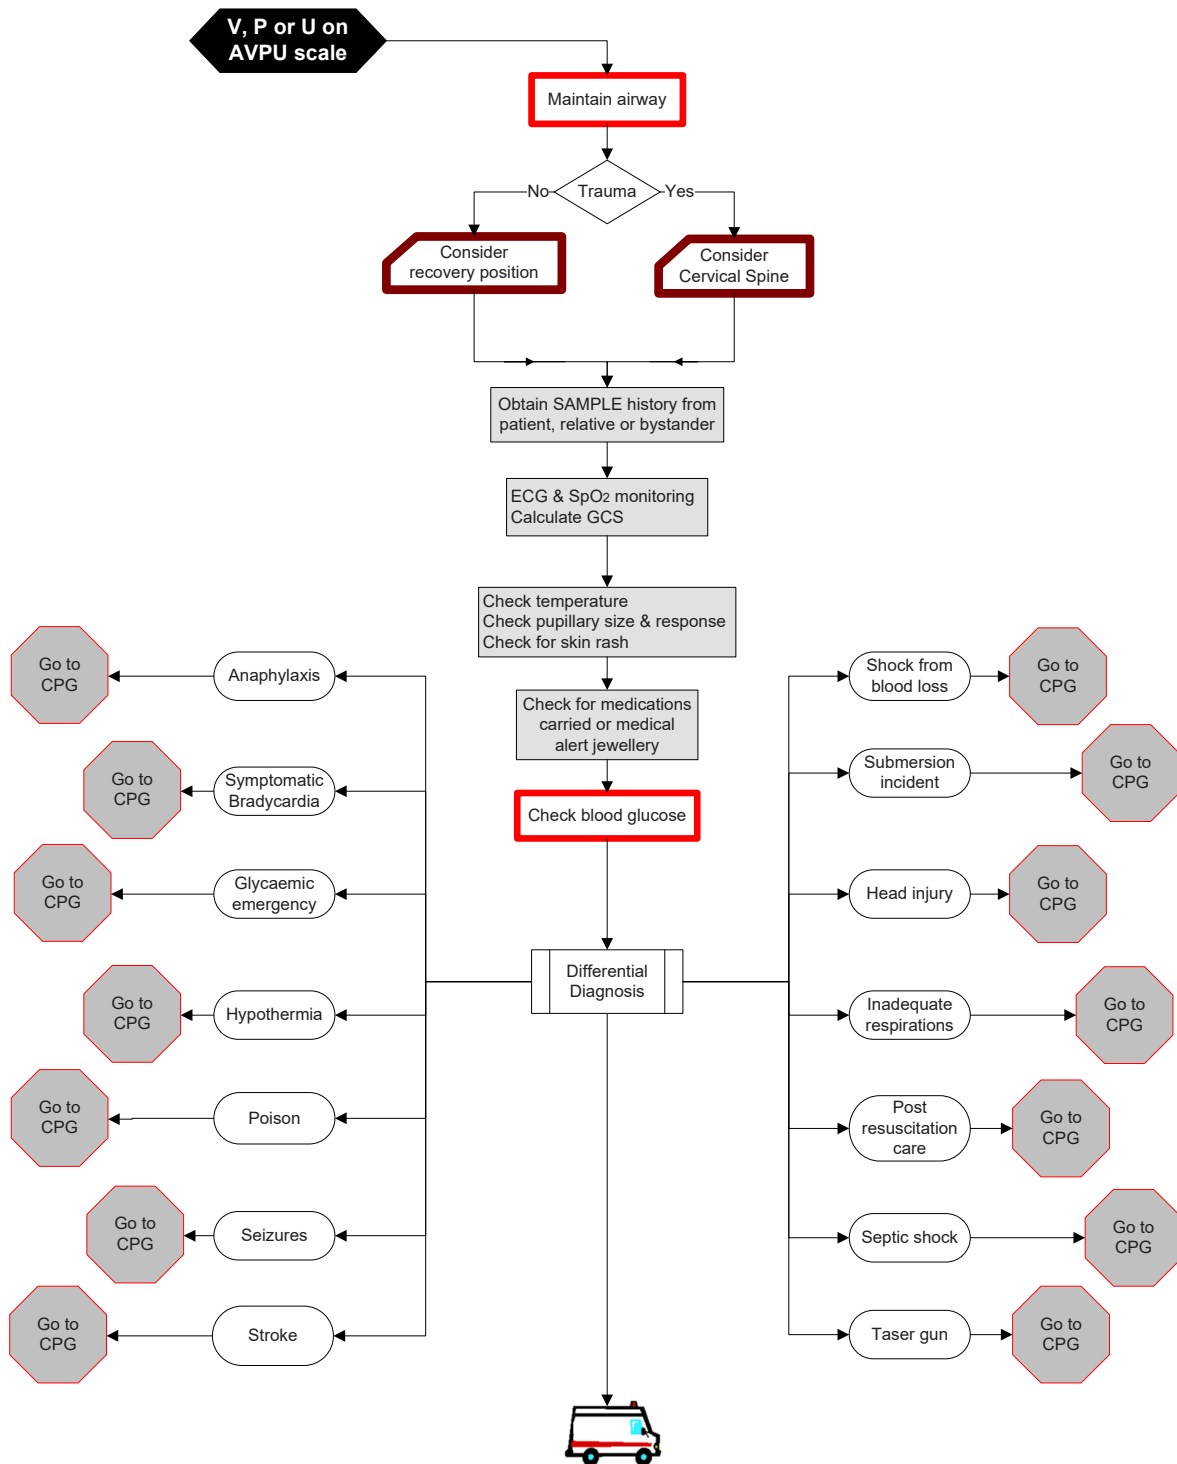 V, P or U on
AVPU scale
Maintain airway
Trauma
No
Yes
Consider
recovery position
Consider
Cervical Spine
Obtain SAMPLE history from
patient, relative or bystander
ECG & SpO2 monitoring
Calculate GCS
Check temperature
Check pupillary size & response
Check for skin rash
Check for medications
carried or medical
alert jewellery
Check blood glucose
Differential
Diagnosis
Anaphylaxis
Go to
CPG
Symptomatic
Bradycardia
Go to
CPG
Glycaemic
emergency
Go to
CPG
Hypothermia
Go to
CPG
Poison
Go to
CPG
Seizures
Go to
CPG
Stroke
Go to
CPG
Shock from
blood loss
Go to
CPG
Submersion
incident
Go to
CPG
Head injury
Go to
CPG
Inadequate
respirations
Go to
CPG
Post
resuscitation
care
Go to
CPG
Septic shock
Go to
CPG
Taser gun
Go to
CPG